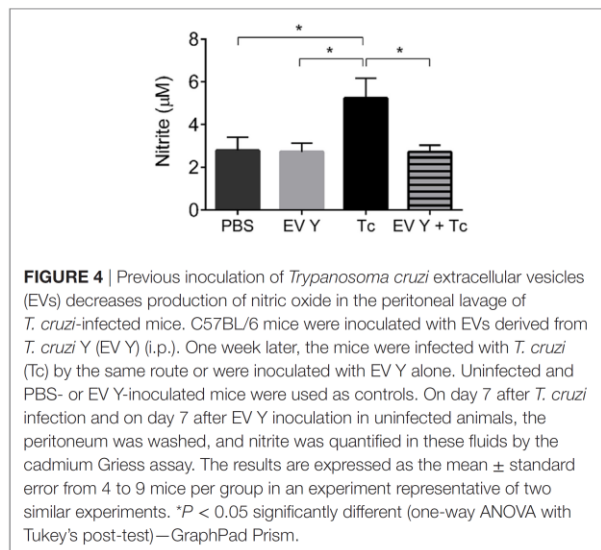 * 
* *
8
6
4
2
0
Nitrite (μM)
PBS EV Y Tc EV Y + Tc
FIGURE 4 | Previous inoculation of Trypanosoma cruzi extracellular vesicles
(EVs) decreases production of nitric oxide in the peritoneal lavage of
T. cruzi-infected mice. C57BL/6 mice were inoculated with EVs derived from
T. cruzi Y (EV Y) (i.p.). One week later, the mice were infected with T. cruzi
(Tc) by the same route or were inoculated with EV Y alone. Uninfected and
PBS- or EV Y-inoculated mice were used as controls. On day 7 after T. cruzi
infection and on day 7 after EV Y inoculation in uninfected animals, the
peritoneum was washed, and nitrite was quantified in these fluids by the
cadmium Griess assay. The results are expressed as the mean ± standard
error from 4 to 9 mice per group in an experiment representative of two
similar experiments. *P < 0.05 significantly different (one-way ANOVA with
Tukey's post-test)—GraphPad Prism.